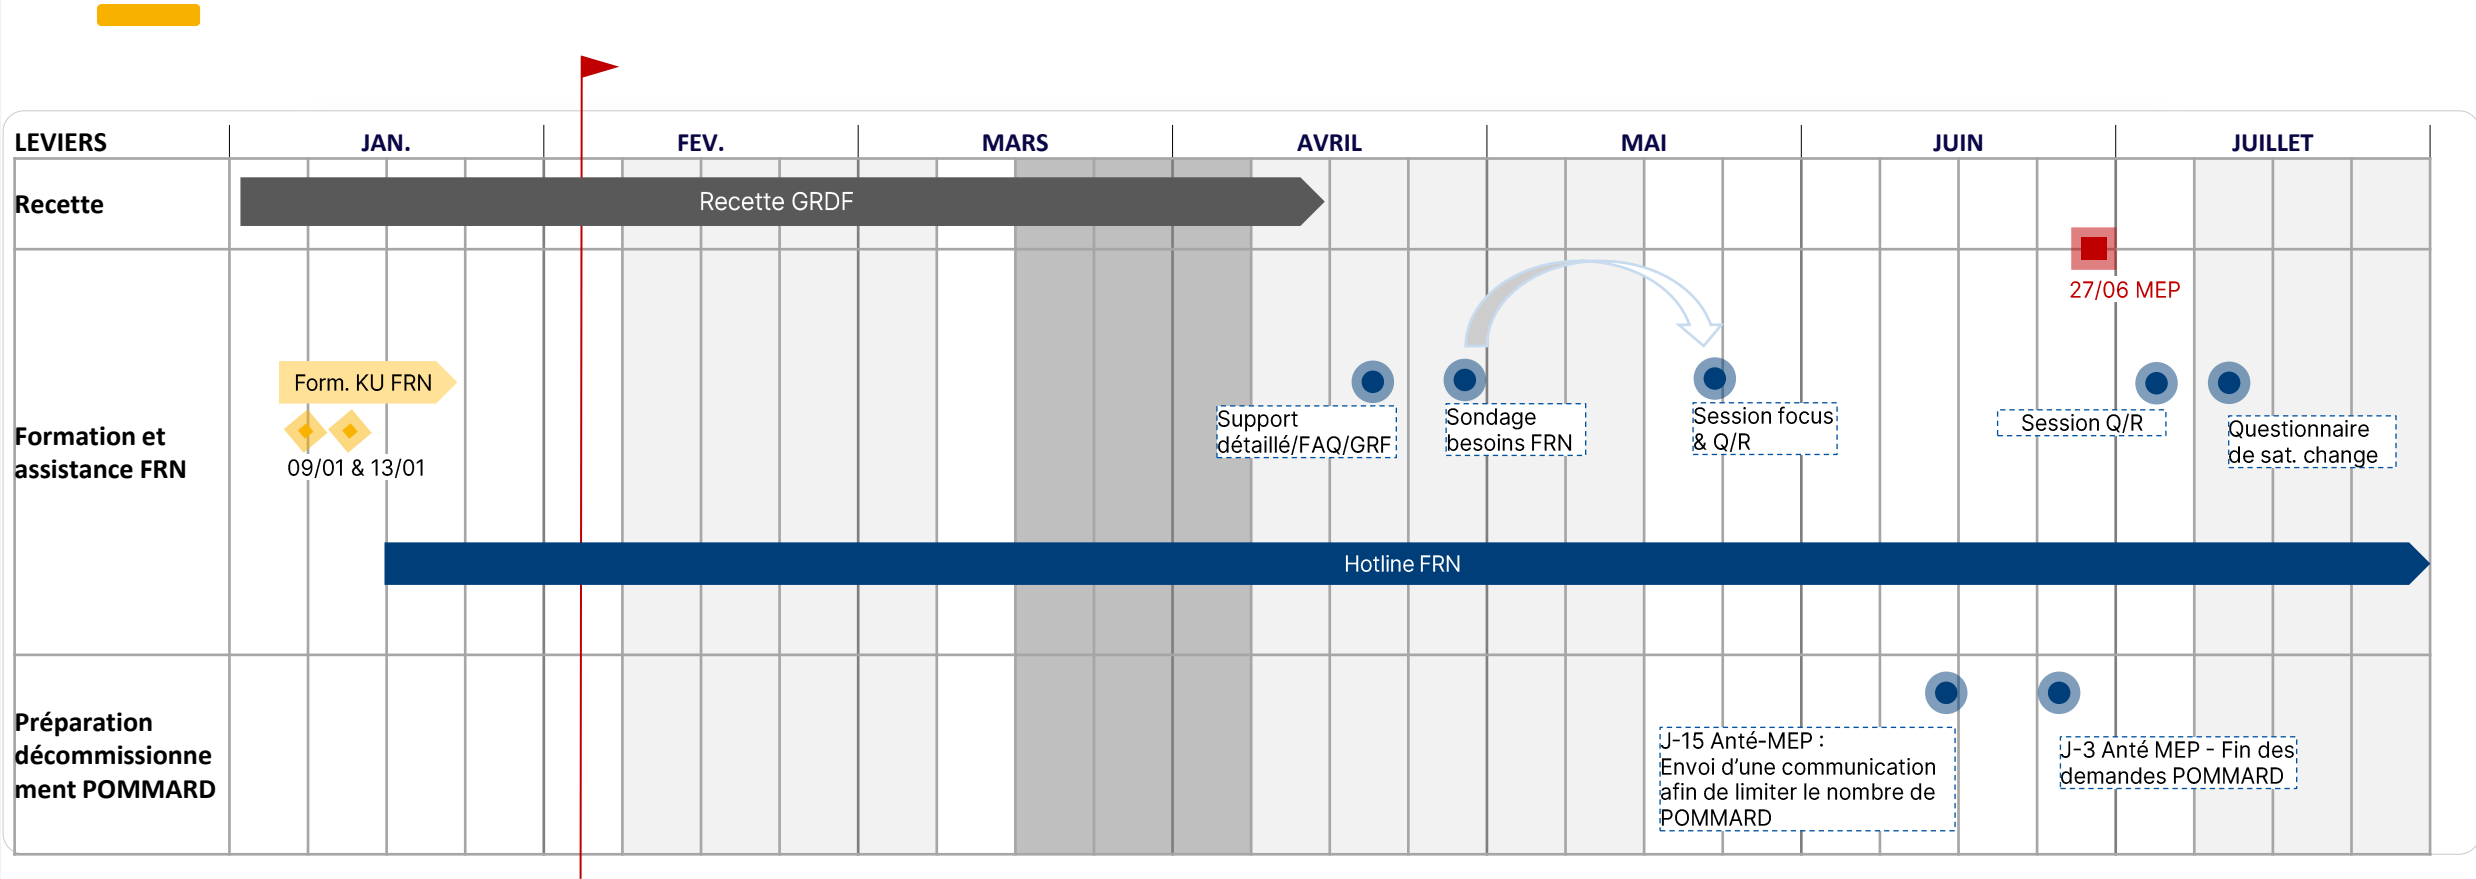 LEVIERS JAN. FEV. MARS AVRIL MAI JUIN JUILLET
Recette
Recette GRDF
27/06 MEP
Formation et
assistance FRN
Form. KU FRN
09/01 & 13/01
Support
détaillé/FAQ/GRF
Sondage
besoins FRN
Session focus
& Q/R
Session Q/R
Questionnaire
de sat. change
Hotline FRN
Préparation
décommissionne
ment POMMARD
J-15 Anté-MEP :
Envoi d’une communication
afin de limiter le nombre de
POMMARD
J-3 Anté MEP - Fin des
demandes POMMARD